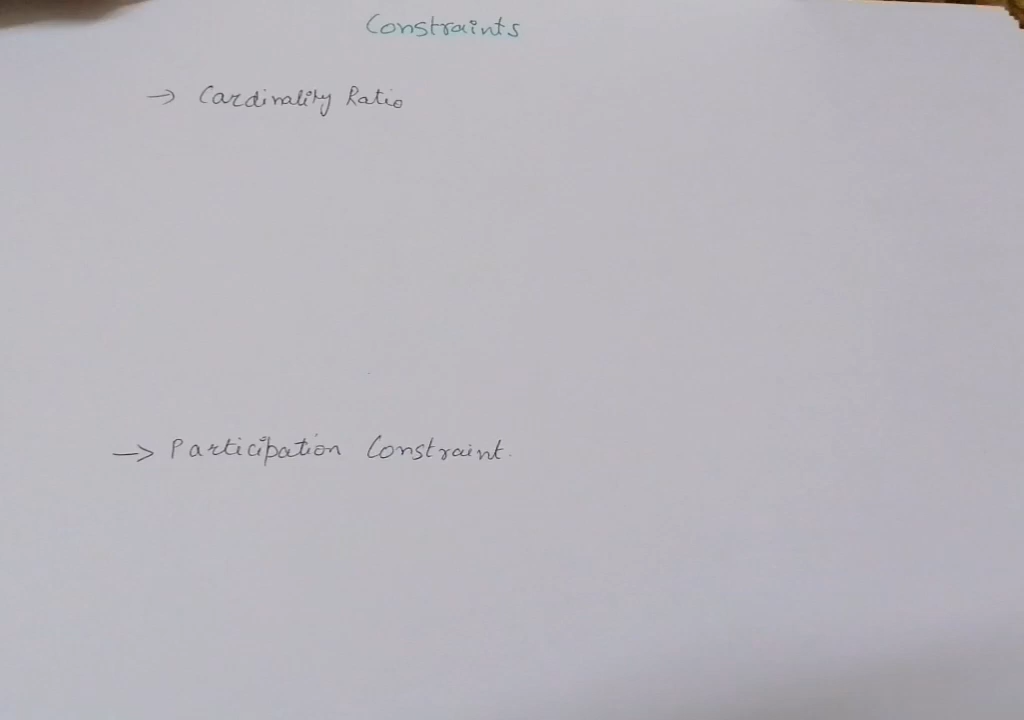 Constraints
→ Cardinality Ratio
→ Participation Constraint.